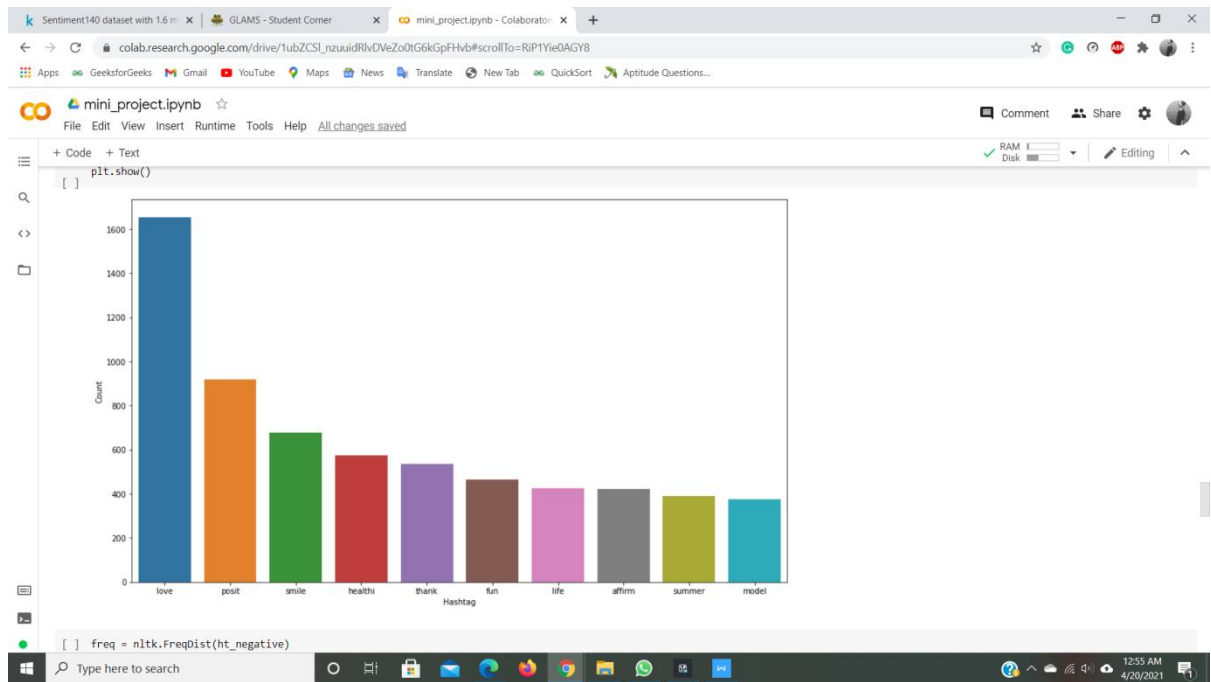 k Sentiment140 dataset with 1.6 m GLAMS - Student Corner mini_project.ipynb - Colaborator
colab.research.google.com/drive/1ubZCSl_nzuuidRlvDVeZo0tG6kGpFHvb#scrollTo=RiP1Yie0AGY8
Apps GeeksforGeeks Gmail YouTube Maps News Translate New Tab QuickSort Aptitude Questions...
mini_project.ipynb
File Edit View Insert Runtime Tools Help All changes saved
Comment Share
+ Code + Text
RAM
Disk
Editing
plt.show()
[ ]
1600
1400
1200
1000
800
600
400
200
0
Count
love posit smile healthi thank fun life affirm summer model
Hashtag
[ ] freq = nltk.FreqDist(ht_negative)
Type here to search
12:55 AM
4/20/2021